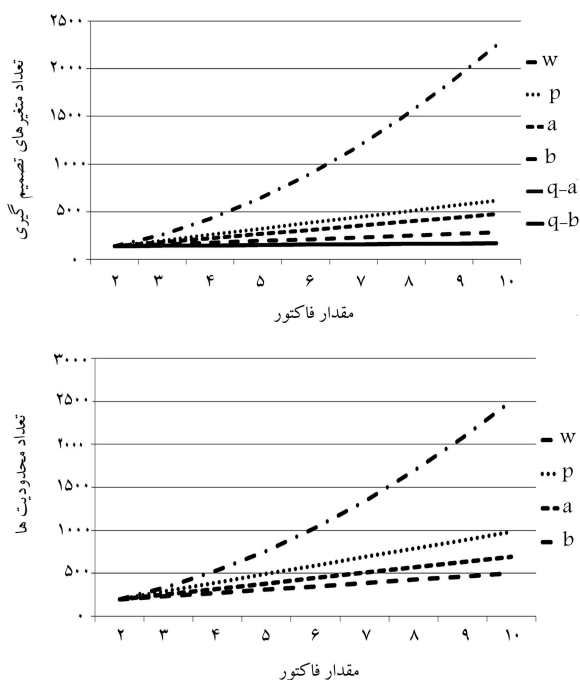 ۲۵۰۰
۲۰۰۰
۱۵۰۰
۱۰۰۰
۵۰۰
۰
تعداد متغیرهای تصمیم گیری
۲ ۳ ۴ ۵ ۶ ۷ ۸ ۹ ۱۰
مقدار فاکتور
w
p
a
b
q-a
q-b
۳۰۰۰
۲۵۰۰
۲۰۰۰
۱۵۰۰
۱۰۰۰
۵۰۰
۰
تعداد محدودیت ها
۲ ۳ ۴ ۵ ۶ ۷ ۸ ۹ ۱۰
مقدار فاکتور
w
p
a
b